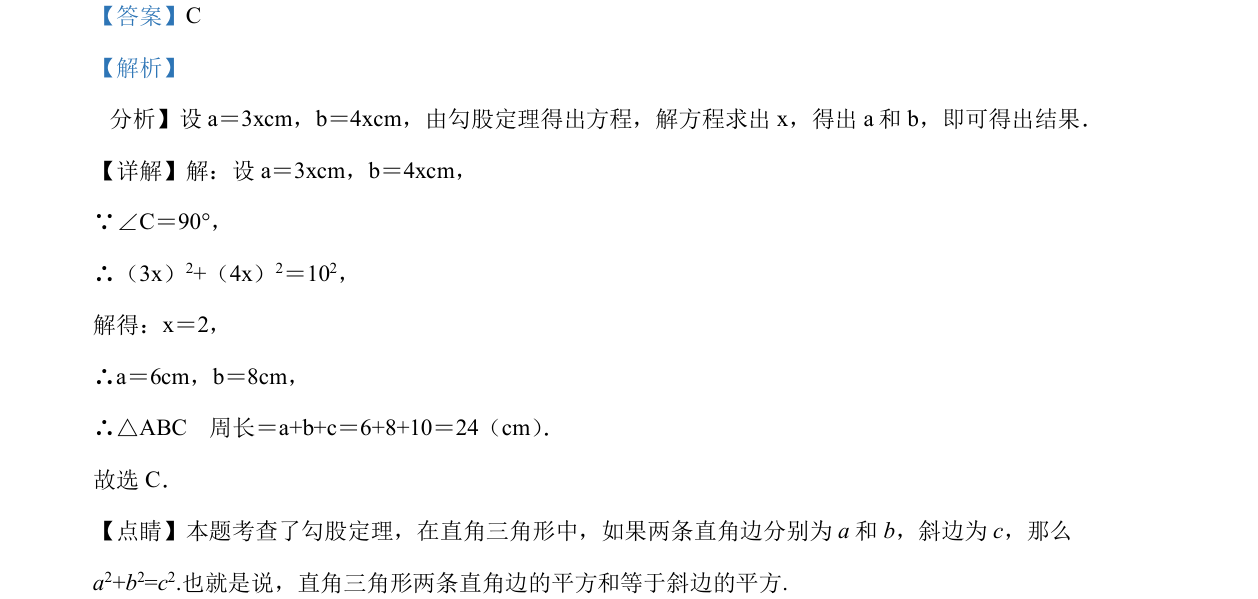 【答案】C
【解析】
分析】设 a＝3xcm，b＝4xcm，由勾股定理得出方程，解方程求出 x，得出 a 和 b，即可得出结果．
【详解】解：设 a＝3xcm，b＝4xcm，
∵∠C＝90°，
∴（3x）²+（4x）²＝10²，
解得：x＝2，
∴a＝6cm，b＝8cm，
∴△ABC 周长＝a+b+c＝6+8+10＝24（cm）．
故选 C．
【点睛】本题考查了勾股定理，在直角三角形中，如果两条直角边分别为 a 和 b，斜边为 c，那么
a²+b²=c².也就是说，直角三角形两条直角边的平方和等于斜边的平方．